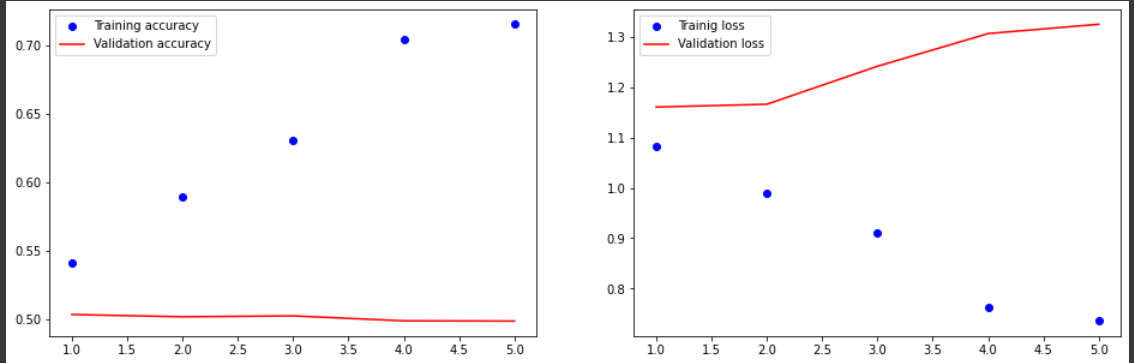 Training accuracy
Validation accuracy
0.70
0.65
0.60
0.55
0.50
1.0 1.5 2.0 2.5 3.0 3.5 4.0 4.5 5.0
Trainig loss
Validation loss
1.3
1.2
1.1
1.0
0.9
0.8
1.0 1.5 2.0 2.5 3.0 3.5 4.0 4.5 5.0